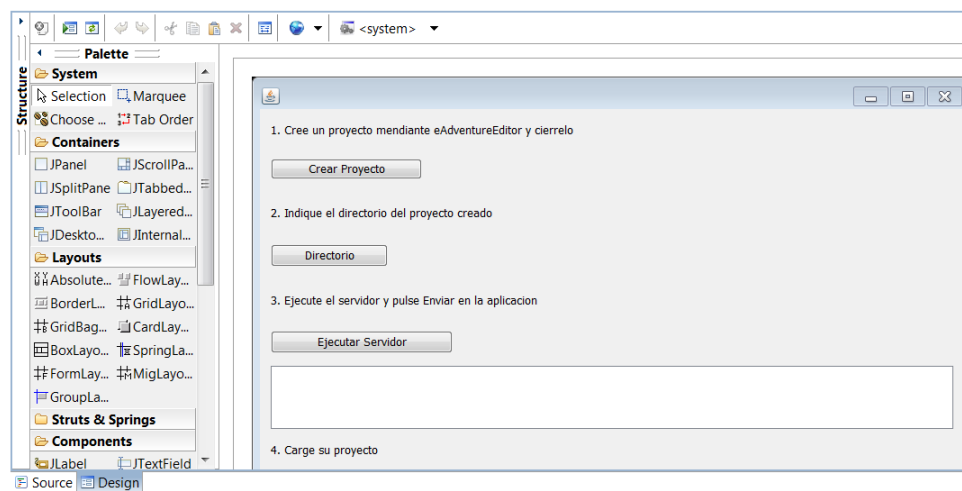 <system>
Palette
Structure
System
Selection Marquee
Choose ... Tab Order
Containers
JPanel JScrollPa...
JSplitPane JTabbed...
JToolBar JLayered...
JDeskto... JInternal...
Layouts
Absolute... FlowLay...
BorderL... GridLayo...
GridBag... CardLay...
BoxLayo... SpringLa...
FormLay... MigLayo...
GroupLa...
Struts & Springs
Components
JLabel JTextField
1. Cree un proyecto mendiante eAdventureEditor y cierrelo
Crear Proyecto
2. Indique el directorio del proyecto creado
Directorio
3. Ejecute el servidor y pulse Enviar en la aplicacion
Ejecutar Servidor
4. Carge su proyecto
Source Design